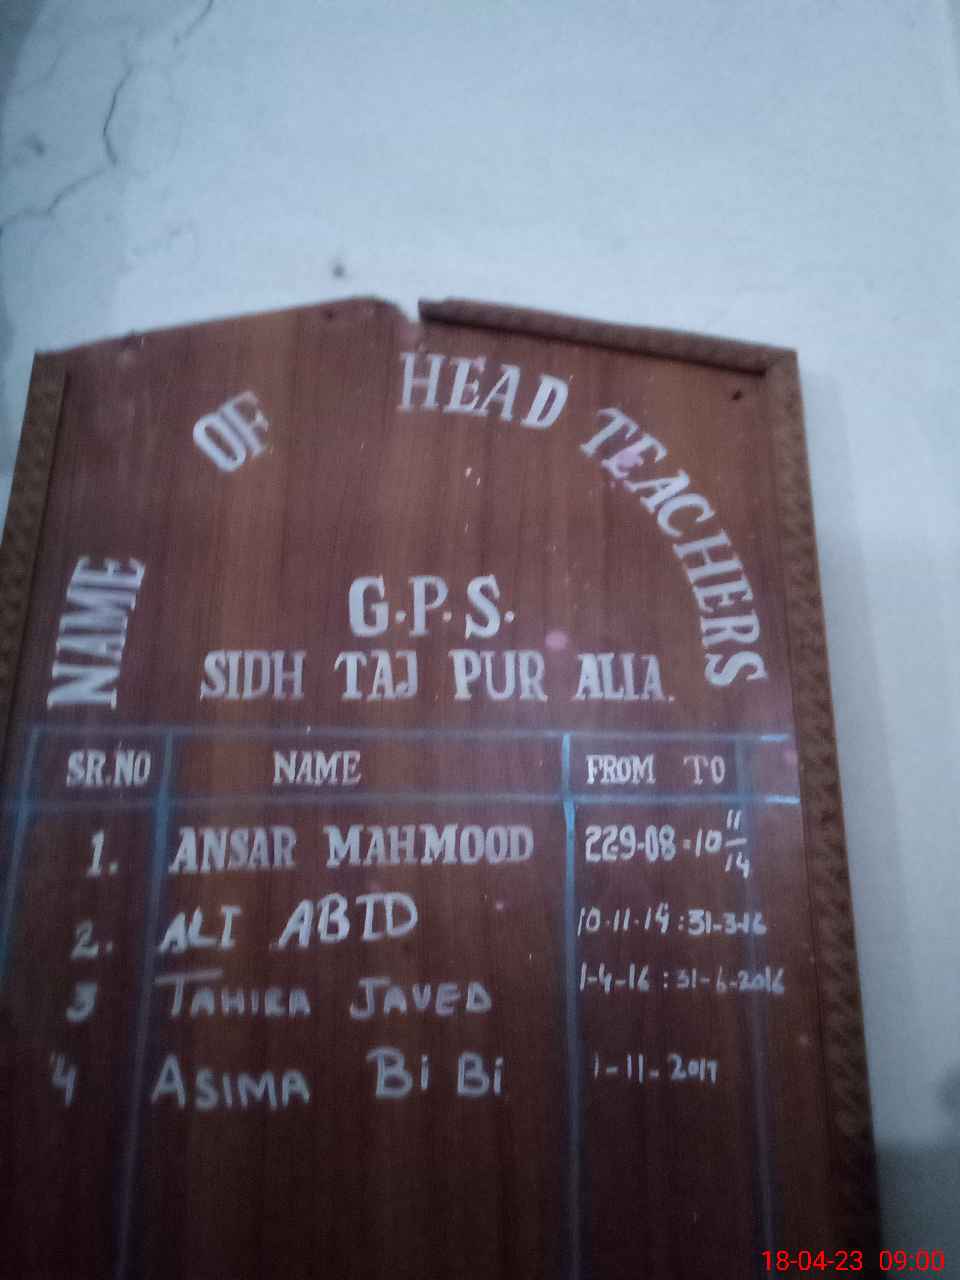 NAME OF HEAD TEACHERS
G.P.S.
SIDH TAJ PUR ALIA.
SR.NO NAME FROM TO
1. ANSAR MAHMOOD 229-08-10 11/14
2. ALI ABID 10-11-14 : 31-3-16
3 TAHIRA JAVED 1-4-16 : 31-6-2016
4 ASIMA Bi Bi 1-11-2017
18-04-23 09:00